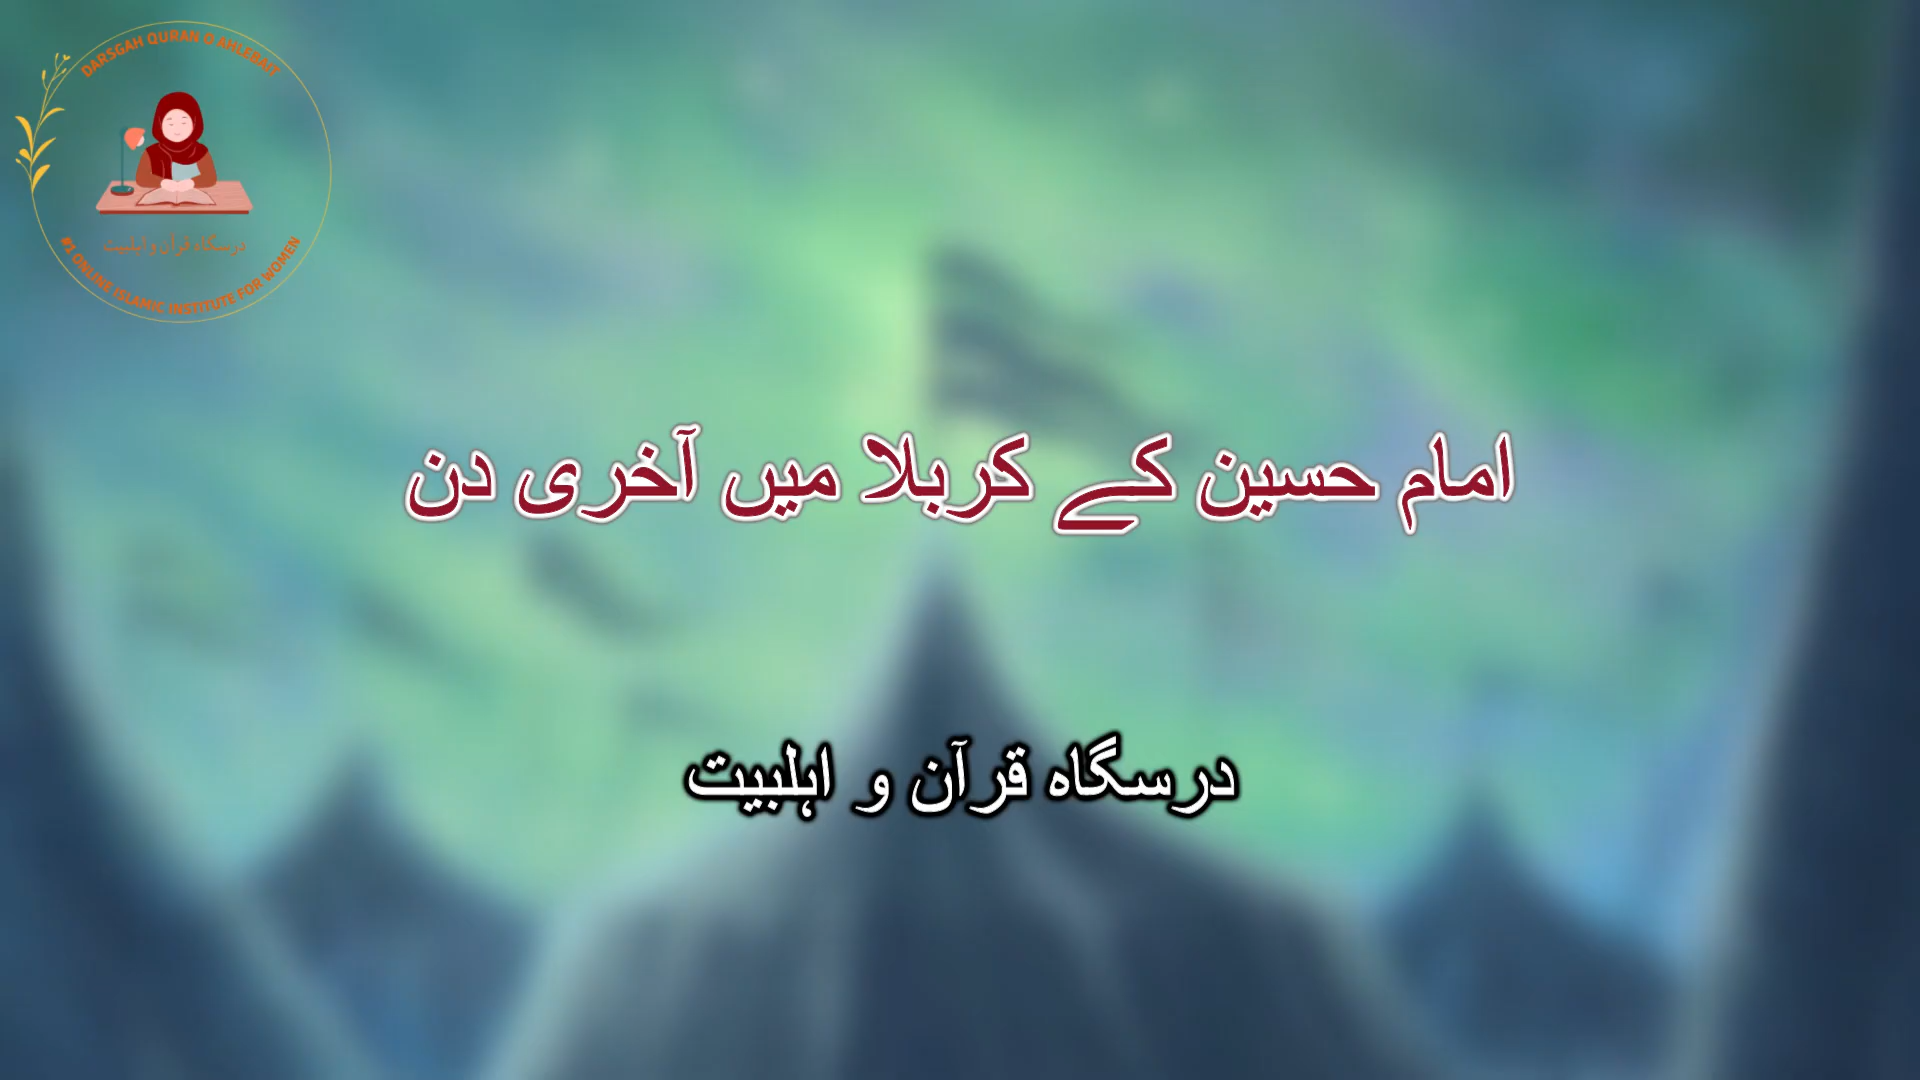 DARSGAH QURAN O AHLEBAIT
درسگاہ قرآن و اہلبیت
#1 ONLINE ISLAMIC INSTITUTE FOR WOMEN
امام حسین کے کربلا میں آخری دن
درسگاہ قرآن و اہلبیت